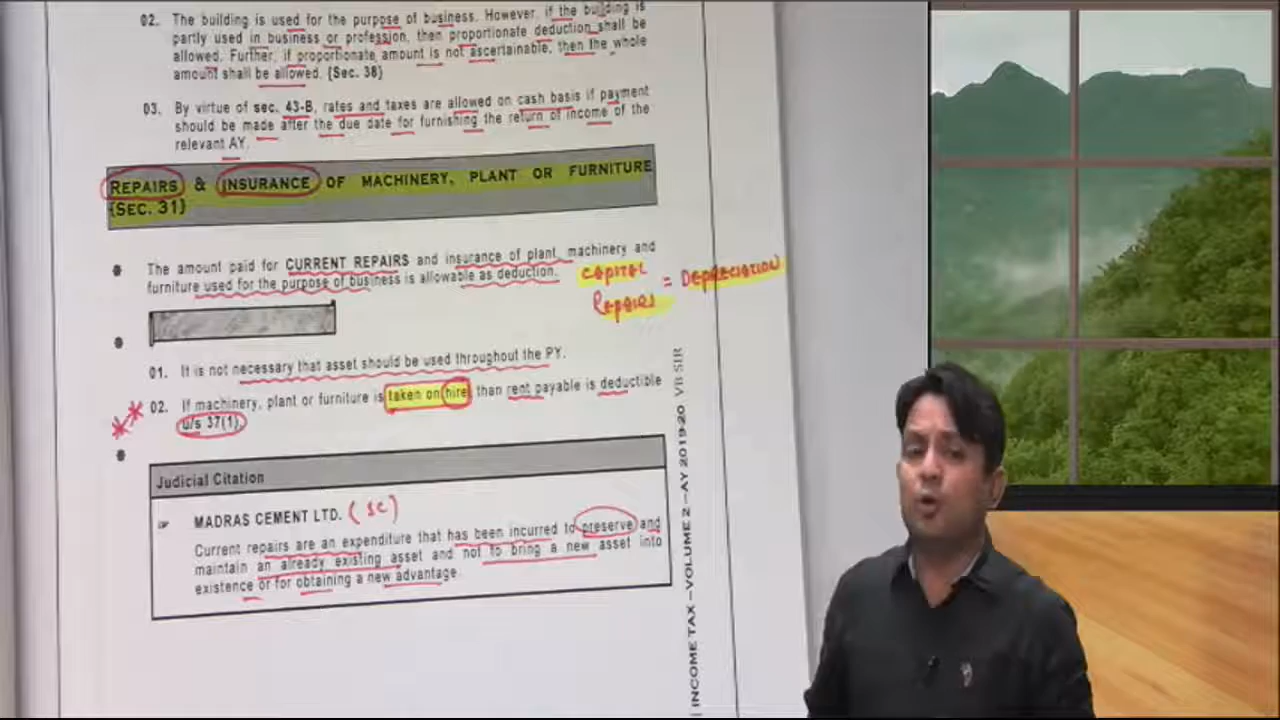 02. The building is used for the purpose of business. However, if the building is
partly used in business or profession, then proportionate deduction shall be
allowed. Further, if proportionate amount is not ascertainable, then the whole
amount shall be allowed. {Sec. 38}
03. By virtue of sec. 43-B, rates and taxes are allowed on cash basis if payment
should be made after the due date for furnishing the return of income of the
relevant AY.
REPAIRS & INSURANCE OF MACHINERY, PLANT OR FURNITURE
{SEC. 31}
The amount paid for CURRENT REPAIRS and insurance of plant, machinery and
furniture used for the purpose of business is allowable as deduction.
CAPITAL
Repairs = DEPRECIATION
01. It is not necessary that asset should be used throughout the PY.
02. If machinery, plant or furniture is taken on hire, than rent payable is deductible
u/s 37(1).
Judicial Citation
MADRAS CEMENT LTD. (SC)
Current repairs are an expenditure that has been incurred to preserve and
maintain an already existing asset and not to bring a new asset into
existence or for obtaining a new advantage.
INCOME TAX–VOLUME 2–AY 2019-20 VB SIR